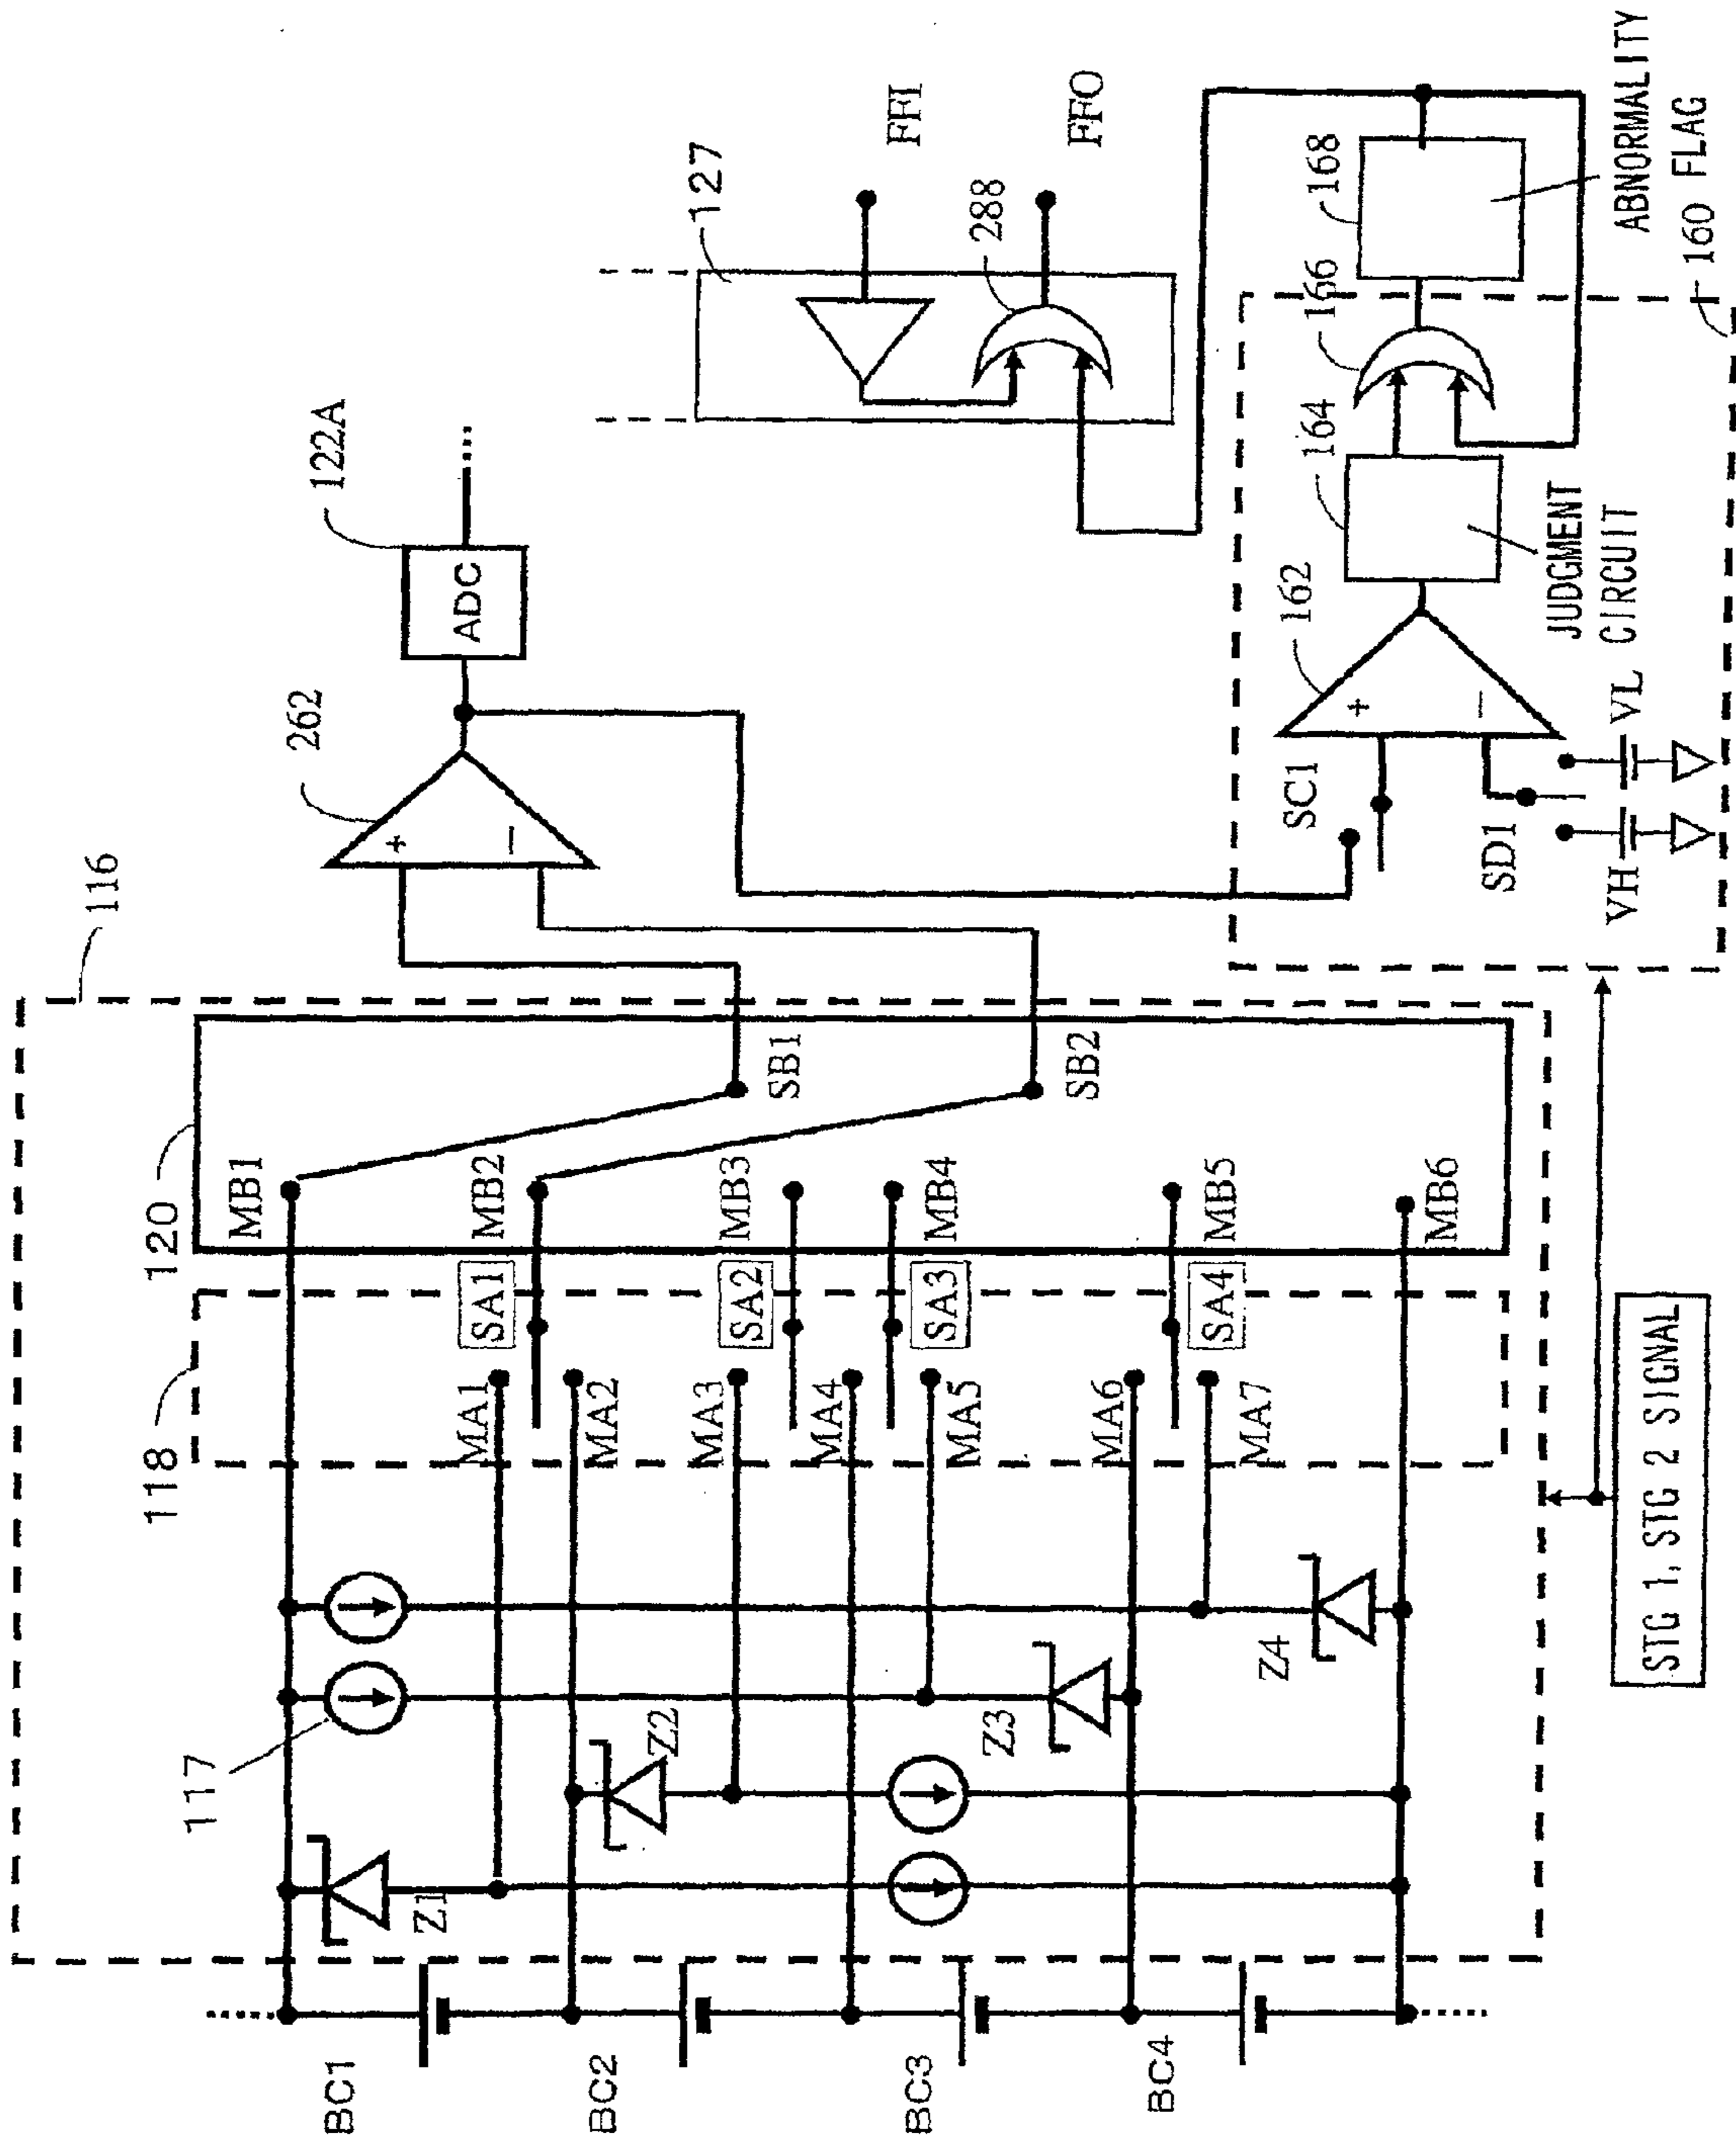 116
120
118
117
MB1
MB2
MB3
MB4
MB5
MB6
SB1
SB2
SA1
SA2
SA3
SA4
MA1
MA2
MA3
MA4
MA5
MA6
MA7
Z1
Z2
Z3
Z4
BC1
BC2
BC3
BC4
262
+
−
ADC
122A
127
FFI
FFO
288
SC1
SD1
VH
VL
162
+
−
164
JUDGMENT
CIRCUIT
166
168
ABNORMALITY
FLAG
160
STG 1, STG 2 SIGNAL